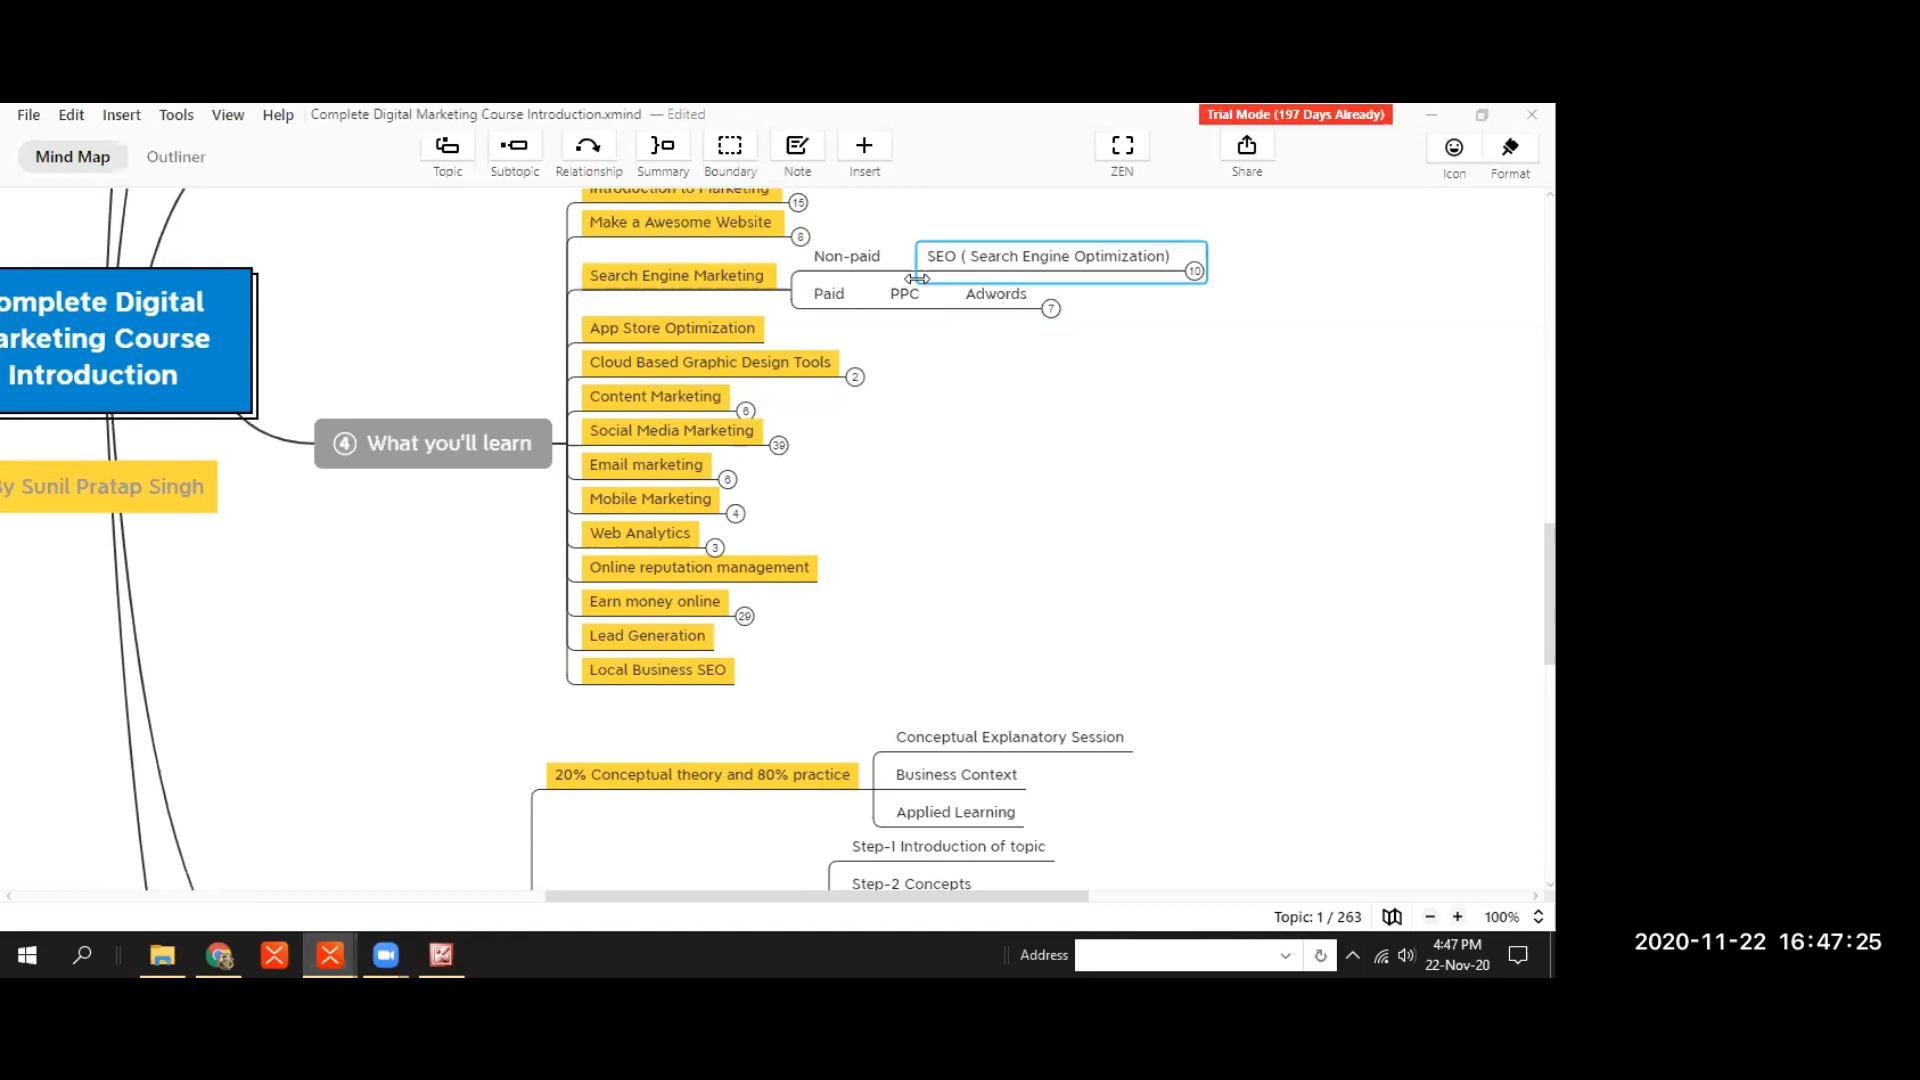 File Edit Insert Tools View Help Complete Digital Marketing Course Introduction.xmind — Edited Trial Mode (197 Days Already)
Mind Map Outliner
Topic Subtopic Relationship Summary Boundary Note Insert ZEN Share Icon Format
Introduction to Marketing 15
Make a Awesome Website 8
Non-paid SEO ( Search Engine Optimization) 10
Search Engine Marketing
Paid PPC Adwords 7
App Store Optimization
Cloud Based Graphic Design Tools 2
Content Marketing 6
Social Media Marketing 39
Email marketing 6
Mobile Marketing 4
Web Analytics 3
Online reputation management
Earn money online 29
Lead Generation
Local Business SEO
omplete Digital
arketing Course
Introduction
4 What you'll learn
By Sunil Pratap Singh
Conceptual Explanatory Session
20% Conceptual theory and 80% practice
Business Context
Applied Learning
Step-1 Introduction of topic
Step-2 Concepts
Topic: 1 / 263 100%
Address
4:47 PM
22-Nov-20
2020-11-22 16:47:25